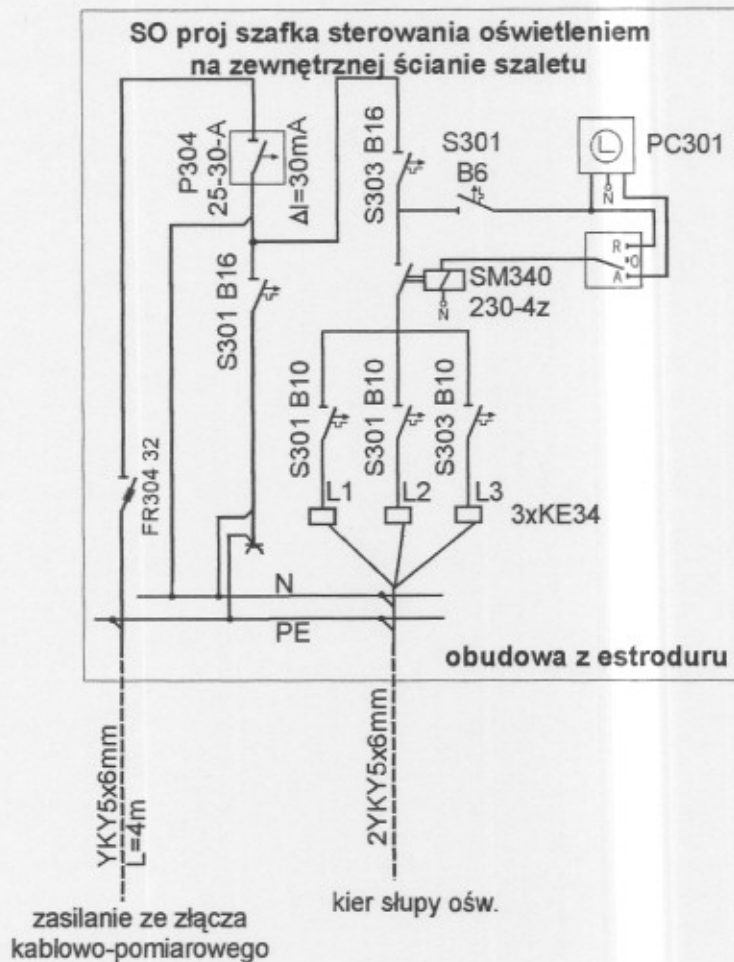 SO proj szafka sterowania oświetleniem
na zewnętrznej ścianie szaletu
P304
25-30-A
ΔI=30mA
S303 B16
S301
B6
PC301
L
N
R
0
A
S301 B16
SM340
230-4z
N
S301 B10
S301 B10
S303 B10
FR304 32
L1
L2
L3
3xKE34
N
PE
obudowa z estroduru
YKY5x6mm
L=4m
2YKY5x6mm
zasilanie ze złącza
kablowo-pomiarowego
kier słupy ośw.